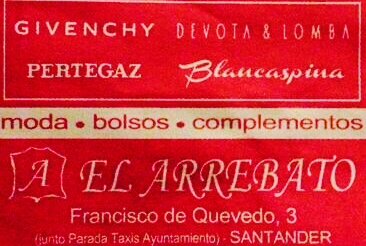 GIVENCHY DEVOTA & LOMBA
PERTEGAZ Blancaspina
moda • bolsos • complementos
A EL ARREBATO
Francisco de Quevedo, 3
(junto Parada Taxis Ayuntamiento) - SANTANDER